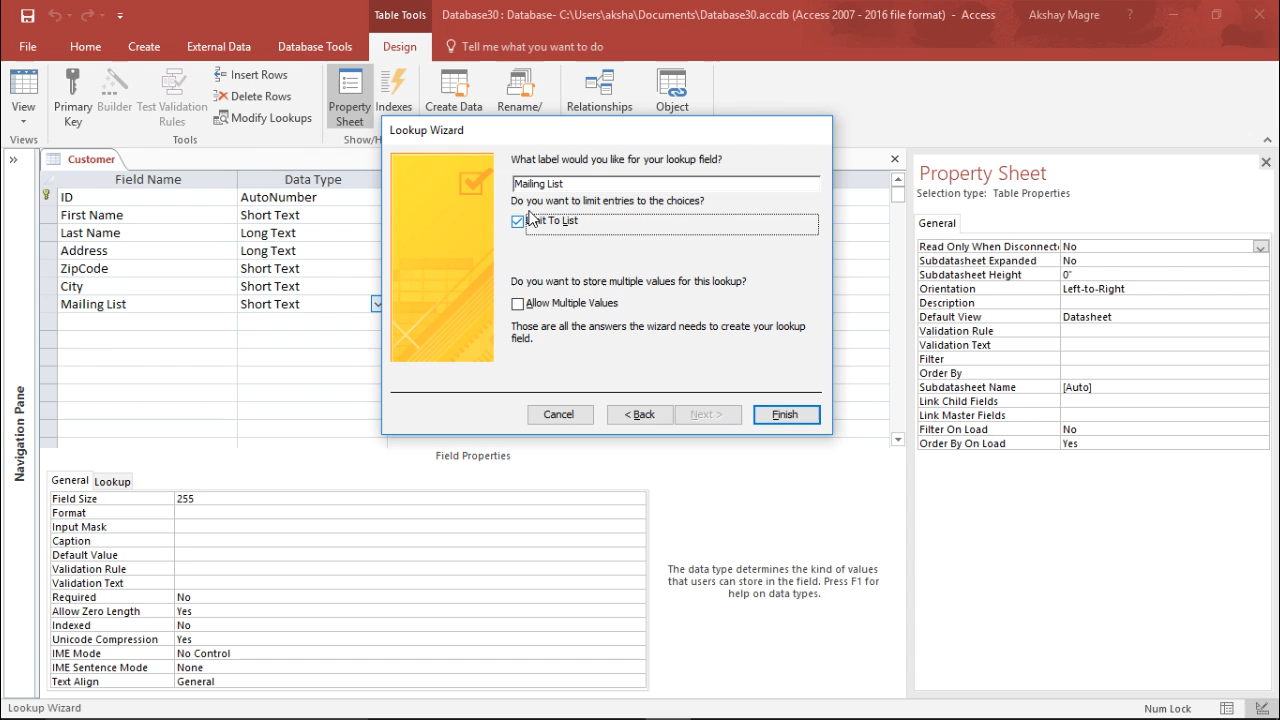 Table Tools
Database30 : Database- C:\Users\aksha\Documents\Database30.accdb (Access 2007 - 2016 file format) - Access
Akshay Magre
?
File
Home
Create
External Data
Database Tools
Design
Tell me what you want to do
View
Primary
Key
Builder
Test Validation
Rules
Insert Rows
Delete Rows
Modify Lookups
Property
Sheet
Indexes
Create Data
Rename/
Relationships
Object
Views
Tools
Show/H
Customer
Field Name
Data Type
ID
AutoNumber
First Name
Short Text
Last Name
Long Text
Address
Long Text
ZipCode
Short Text
City
Short Text
Mailing List
Short Text
Navigation Pane
Lookup Wizard
What label would you like for your lookup field?
Mailing List
Do you want to limit entries to the choices?
To List
Do you want to store multiple values for this lookup?
Allow Multiple Values
Those are all the answers the wizard needs to create your lookup
field.
Cancel
< Back
Next >
Finish
Property Sheet
Selection type: Table Properties
General
Read Only When Disconnecte No
Subdatasheet Expanded No
Subdatasheet Height 0"
Orientation Left-to-Right
Description
Default View Datasheet
Validation Rule
Validation Text
Filter
Order By
Subdatasheet Name [Auto]
Link Child Fields
Link Master Fields
Filter On Load No
Order By On Load Yes
Field Properties
General
Lookup
Field Size 255
Format
Input Mask
Caption
Default Value
Validation Rule
Validation Text
Required No
Allow Zero Length Yes
Indexed No
Unicode Compression Yes
IME Mode No Control
IME Sentence Mode None
Text Align General
The data type determines the kind of values
that users can store in the field. Press F1 for
help on data types.
Lookup Wizard
Num Lock